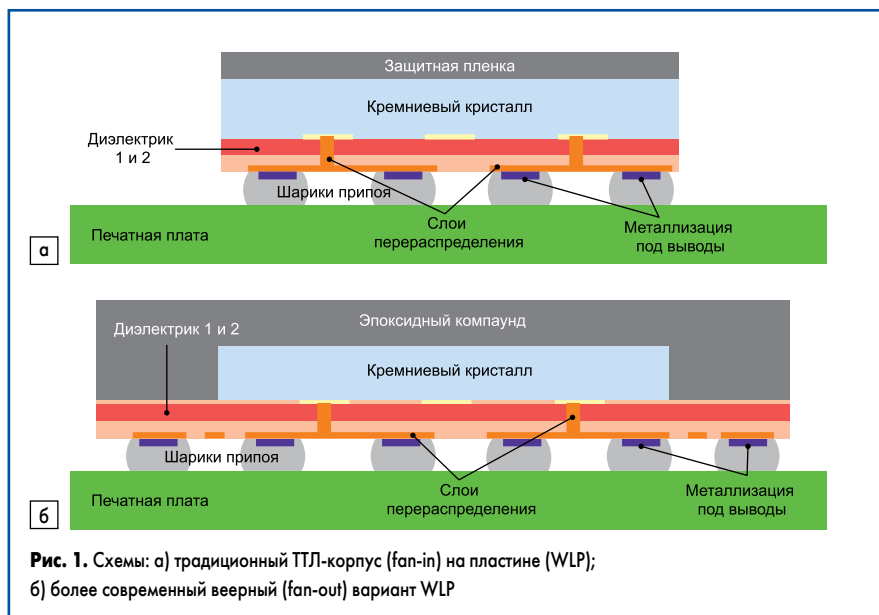 Защитная пленка
Кремниевый кристалл
Диэлектрик
1 и 2
Шарики припоя
Слои
перераспределения
Металлизация
под выводы
Печатная плата
а
Эпоксидный компаунд
Диэлектрик 1 и 2
Кремниевый кристалл
Шарики припоя
Слои
перераспределения
Металлизация
под выводы
Печатная плата
б
Рис. 1. Схемы: а) традиционный ТТЛ-корпус (fan-in) на пластине (WLP);
б) более современный веерный (fan-out) вариант WLP